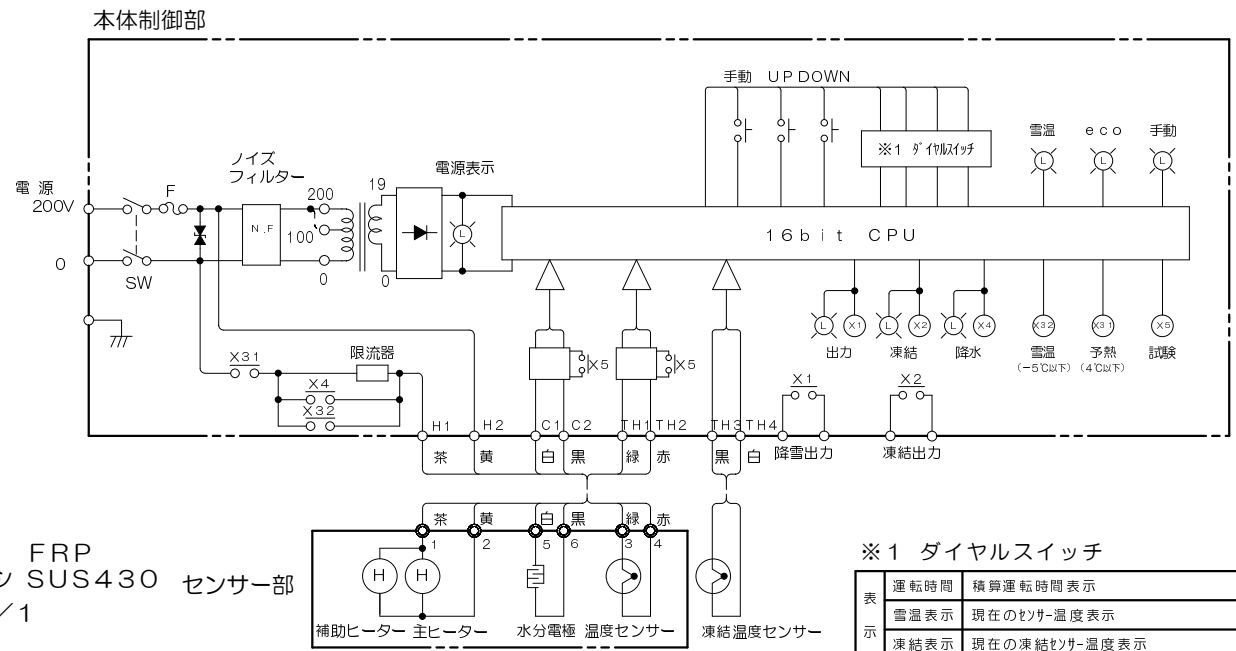 本体制御部
手動 UP DOWN
※1 ダイヤルスイッチ
雪温 eco 手動
L L L
ノイズ
フィルター
電源表示
電源
200V
F
N.F
200
100
0
19
0
L
16bit CPU
0
SW
L X1 L X2 L X4 X32 X31 X5
出力 凍結 降水 雪温 予熱 試験
(-5℃以下) (4℃以下)
X31 限流器
X4
X32
X5 X5
X1 X2
H1 H2 C1 C2 TH1 TH2 TH3 TH4
降雪出力 凍結出力
茶 黄 白 黒 緑 赤 黒 白
茶 黄 白 黒 緑 赤
1 2 5 6 3 4
H H
補助ヒーター 主ヒーター 水分電極 温度センサー 凍結温度センサー
FRP
SUS430 センサー部
/1
※1 ダイヤルスイッチ
表示
運転時間 積算運転時間表示
雪温表示 現在のセンサー温度表示
凍結表示 現在の凍結センサー温度表示